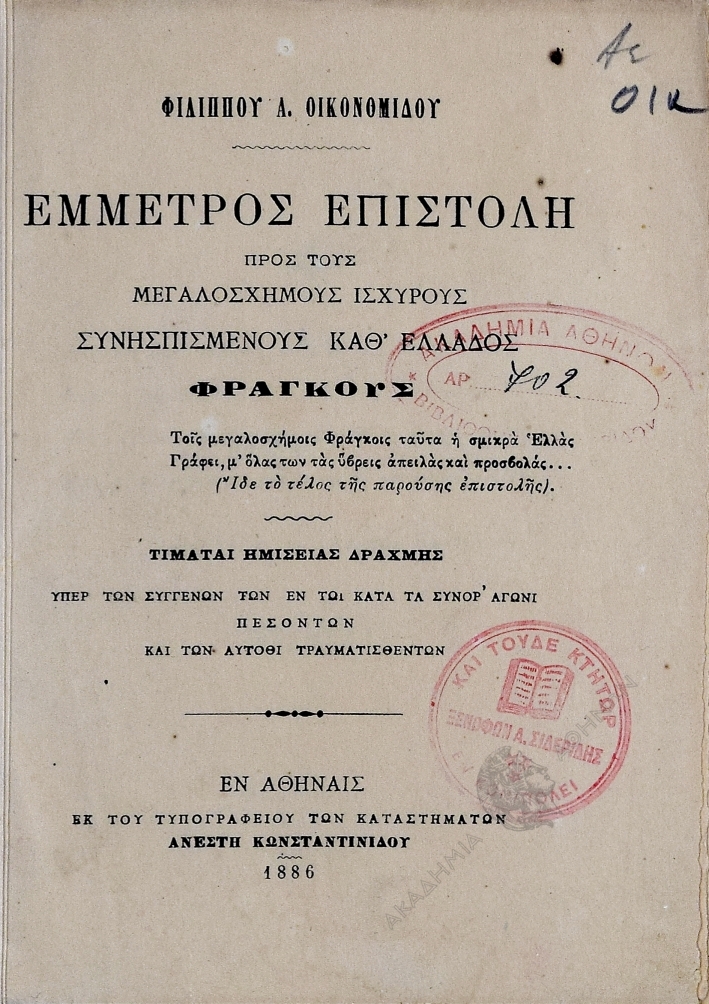 Δε
ΟΙΚ
ΦΙΛΙΠΠΟΥ Α. ΟΙΚΟΝΟΜΙΔΟΥ
ΕΜΜΕΤΡΟΣ ΕΠΙΣΤΟΛΗ
ΠΡΟΣ ΤΟΥΣ
ΜΕΓΑΛΟΣΧΗΜΟΥΣ ΙΣΧΥΡΟΥΣ
ΣΥΝΗΣΠΙΣΜΕΝΟΥΣ ΚΑΘ' ΕΛΛΑΔΟΣ
ΦΡΑΓΚΟΥΣ
ΑΚΑΔΗΜΙΑ ΑΘΗΝΩΝ
ΑΡ. 402.
Τοῖς μεγαλοσχήμοις Φράγκοις ταῦτα ἡ σμικρὰ Ἑλλὰς
Γράφει, μ' ὅλας των τὰς ὕβρεις ἀπειλὰς καὶ προσβολάς...
(Ἴδε τὸ τέλος τῆς παρούσης ἐπιστολῆς).
ΤΙΜΑΤΑΙ ΗΜΙΣΕΙΑΣ ΔΡΑΧΜΗΣ
ΥΠΕΡ ΤΩΝ ΣΥΓΓΕΝΩΝ ΤΩΝ ΕΝ ΤΩΙ ΚΑΤΑ ΤΑ ΣΥΝΟΡ' ΑΓΩΝΙ
ΠΕΣΟΝΤΩΝ
ΚΑΙ ΤΩΝ ΑΥΤΟΘΙ ΤΡΑΥΜΑΤΙΣΘΕΝΤΩΝ
ΚΑΙ ΤΟΥΔΕ ΚΤΗΤΩΡ
ΞΕΝΟΦΩΝ Α. ΣΙΔΕΡΙΔΗΣ
ΕΝ ΑΘΗΝΑΙΣ
ΕΚ ΤΟΥ ΤΥΠΟΓΡΑΦΕΙΟΥ ΤΩΝ ΚΑΤΑΣΤΗΜΑΤΩΝ
ΑΝΕΣΤΗ ΚΩΝΣΤΑΝΤΙΝΙΔΟΥ
1886
ΑΚΑΔΗΜΙΑ ΑΘΗΝΩΝ